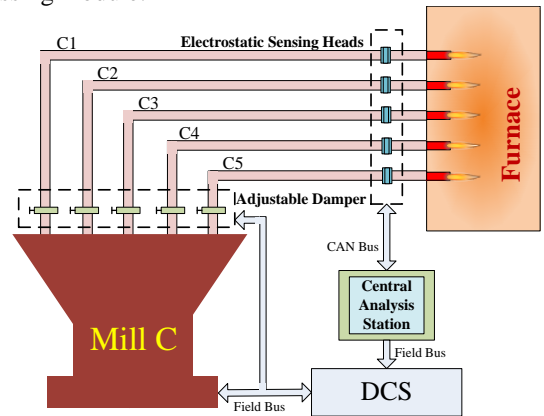 C1
Electrostatic Sensing Heads
C2
C3
C4
C5
Furnace
Adjustable Damper
CAN Bus
Central
Analysis
Station
Mill C
Field Bus
DCS
Field Bus